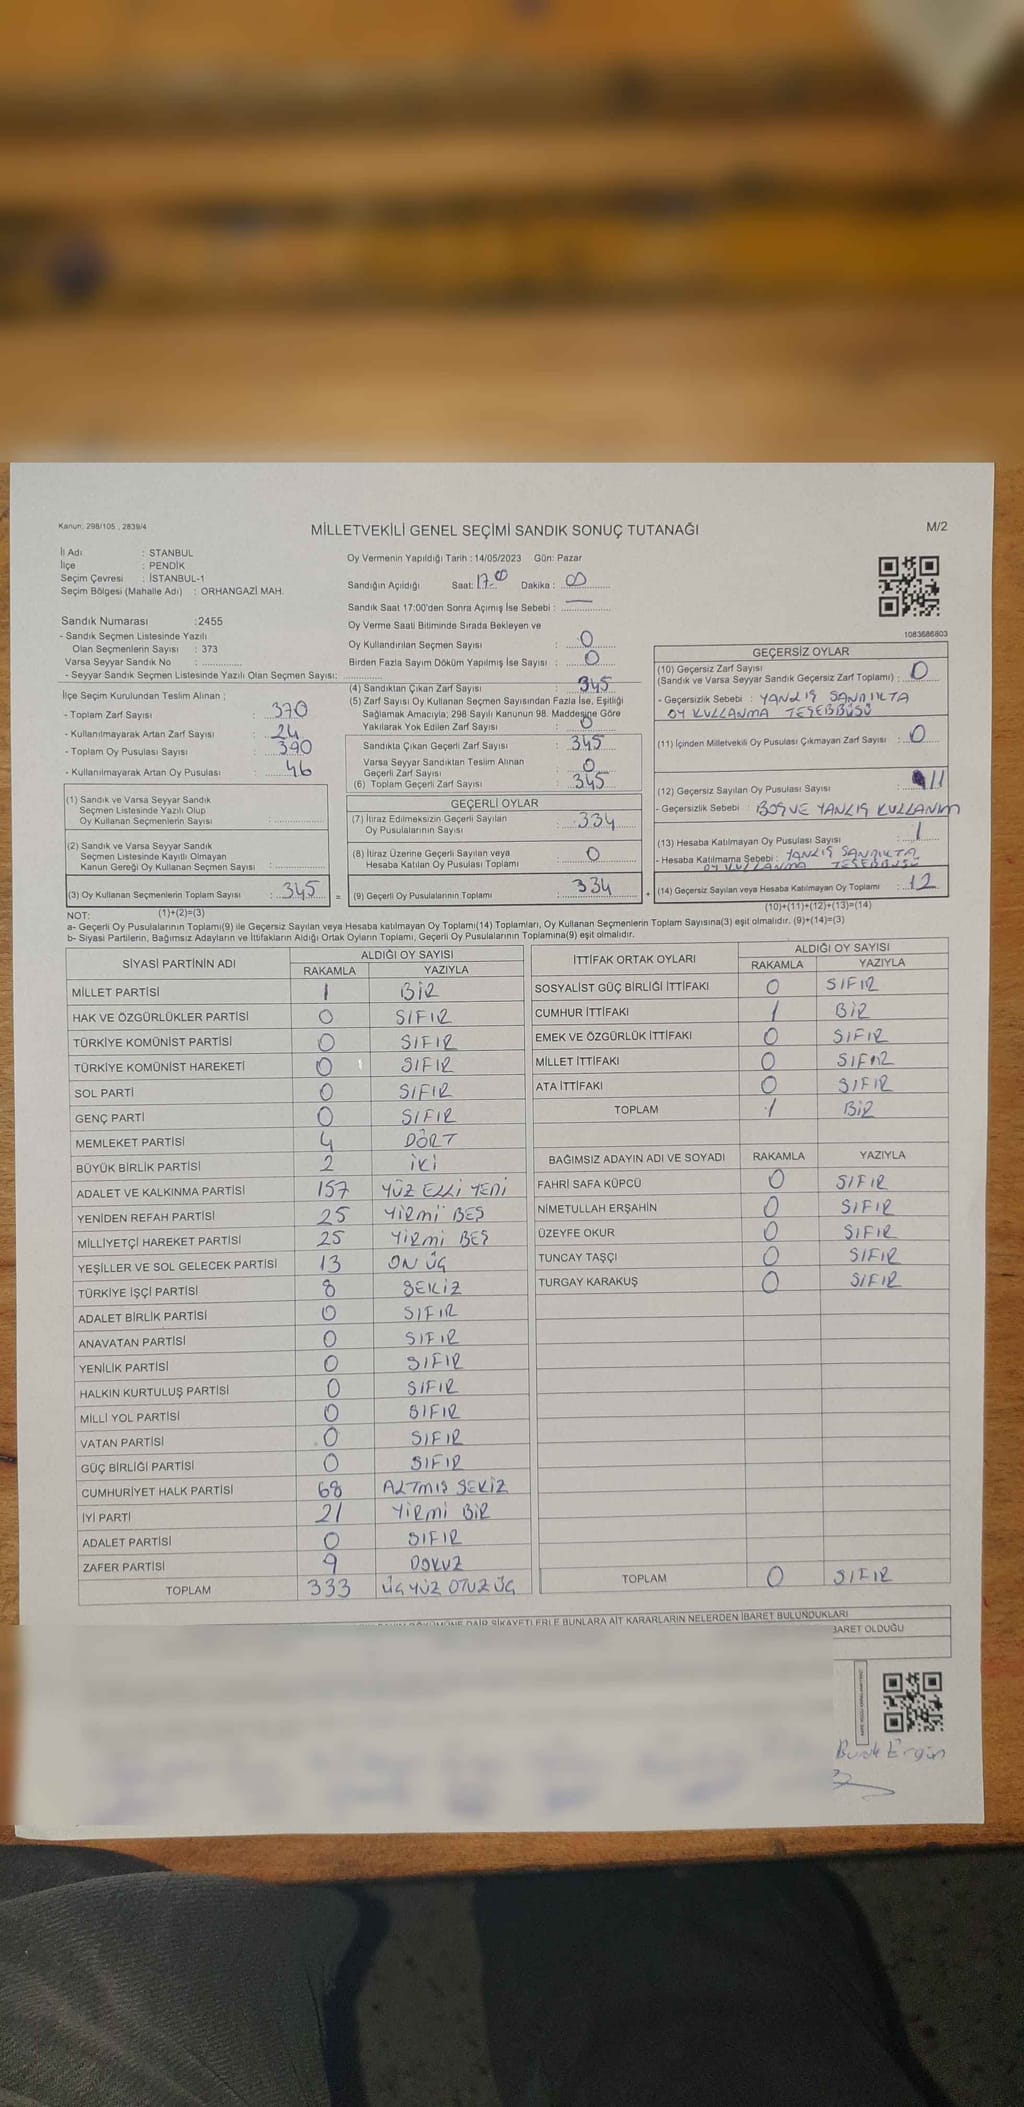 Kanun: 298/105 , 2839/4
MİLLETVEKİLİ GENEL SEÇİMİ SANDIK SONUÇ TUTANAĞI
M/2
İl Adı : STANBUL
İlçe : PENDİK
Seçim Çevresi : İSTANBUL-1
Seçim Bölgesi (Mahalle Adı) : ORHANGAZİ MAH.
Sandık Numarası :2455
- Sandık Seçmen Listesinde Yazılı
Olan Seçmenlerin Sayısı : 373
Varsa Seyyar Sandık No :
- Seyyar Sandık Seçmen Listesinde Yazılı Olan Seçmen Sayısı:
Oy Vermenin Yapıldığı Tarih : 14/05/2023 Gün: Pazar
Sandığın Açıldığı Saat: 17.00 Dakika : 00
Sandık Saat 17:00'den Sonra Açımış İse Sebebi : —
Oy Verme Saati Bitiminde Sırada Bekleyen ve
Oy Kullandırılan Seçmen Sayısı : 0
Birden Fazla Sayım Döküm Yapılmış İse Sayısı : 0
1083686803
İlçe Seçim Kurulundan Teslim Alınan ;
- Toplam Zarf Sayısı : 370
- Kullanılmayarak Artan Zarf Sayısı : 24
- Toplam Oy Pusulası Sayısı : 390
- Kullanılmayarak Artan Oy Pusulası : 46
(1) Sandık ve Varsa Seyyar Sandık
Seçmen Listesinde Yazılı Olup
Oy Kullanan Seçmenlerin Sayısı :
(2) Sandık ve Varsa Seyyar Sandık
Seçmen Listesinde Kayıtlı Olmayan
Kanun Gereği Oy Kullanan Seçmen Sayısı :
(3) Oy Kullanan Seçmenlerin Toplam Sayısı : 345 =
(1)+(2)=(3)
(4) Sandıktan Çıkan Zarf Sayısı : 345
(5) Zarf Sayısı Oy Kullanan Seçmen Sayısından Fazla İse, Eşitliği
Sağlamak Amacıyla; 298 Sayılı Kanunun 98. Maddesine Göre
Yakılarak Yok Edilen Zarf Sayısı : 0
Sandıkta Çıkan Geçerli Zarf Sayısı : 345
Varsa Seyyar Sandıktan Teslim Alınan
Geçerli Zarf Sayısı : 0
(6) Toplam Geçerli Zarf Sayısı : 345
GEÇERLİ OYLAR
(7) İtiraz Edilmeksizin Geçerli Sayılan
Oy Pusulalarının Sayısı : 334
(8) İtiraz Üzerine Geçerli Sayılan veya
Hesaba Katılan Oy Pusulası Toplamı : 0
(9) Geçerli Oy Pusulalarının Toplamı : 334 +
GEÇERSİZ OYLAR
(10) Geçersiz Zarf Sayısı
(Sandık ve Varsa Seyyar Sandık Geçersiz Zarf Toplamı) : 0
- Geçersizlik Sebebi : YANLIŞ SANDIKTA
OY KULLANMA TEŞEBBÜSÜ
(11) İçinden Milletvekili Oy Pusulası Çıkmayan Zarf Sayısı : 0
(12) Geçersiz Sayılan Oy Pusulası Sayısı : 11
- Geçersizlik Sebebi : BOŞ VE YANLIŞ KULLANIM
(13) Hesaba Katılmayan Oy Pusulası Sayısı : 1
- Hesaba Katılmama Sebebi : YANLIŞ SANDIKTA
OY KULLANMA TEŞEBBÜSÜ
(14) Geçersiz Sayılan veya Hesaba Katılmayan Oy Toplamı : 12
(10)+(11)+(12)+(13)=(14)
NOT:
a- Geçerli Oy Pusulalarının Toplamı(9) ile Geçersiz Sayılan veya Hesaba katılmayan Oy Toplamı(14) Toplamları, Oy Kullanan Seçmenlerin Toplam Sayısına(3) eşit olmalıdır. (9)+(14)=(3)
b- Siyasi Partilerin, Bağımsız Adayların ve İttifakların Aldığı Ortak Oyların Toplamı, Geçerli Oy Pusulalarının Toplamına(9) eşit olmalıdır.
SİYASİ PARTİNİN ADI ALDIĞI OY SAYISI
RAKAMLA YAZIYLA
MİLLET PARTİSİ 1 BİR
HAK VE ÖZGÜRLÜKLER PARTİSİ 0 SIFIR
TÜRKİYE KOMÜNİST PARTİSİ 0 SIFIR
TÜRKİYE KOMÜNİST HAREKETİ 0 SIFIR
SOL PARTİ 0 SIFIR
GENÇ PARTİ 0 SIFIR
MEMLEKET PARTİSİ 4 DÖRT
BÜYÜK BİRLİK PARTİSİ 2 İKİ
ADALET VE KALKINMA PARTİSİ 157 YÜZ ELLİ YEDİ
YENİDEN REFAH PARTİSİ 25 YİRMİ BEŞ
MİLLİYETÇİ HAREKET PARTİSİ 25 YİRMİ BEŞ
YEŞİLLER VE SOL GELECEK PARTİSİ 13 ON ÜÇ
TÜRKİYE İŞÇİ PARTİSİ 8 SEKİZ
ADALET BİRLİK PARTİSİ 0 SIFIR
ANAVATAN PARTİSİ 0 SIFIR
YENİLİK PARTİSİ 0 SIFIR
HALKIN KURTULUŞ PARTİSİ 0 SIFIR
MİLLİ YOL PARTİSİ 0 SIFIR
VATAN PARTİSİ 0 SIFIR
GÜÇ BİRLİĞİ PARTİSİ 0 SIFIR
CUMHURİYET HALK PARTİSİ 68 ALTMIŞ SEKİZ
İYİ PARTİ 21 YİRMİ BİR
ADALET PARTİSİ 0 SIFIR
ZAFER PARTİSİ 9 DOKUZ
TOPLAM 333 ÜÇ YÜZ OTUZ ÜÇ
İTTİFAK ORTAK OYLARI ALDIĞI OY SAYISI
RAKAMLA YAZIYLA
SOSYALİST GÜÇ BİRLİĞİ İTTİFAKI 0 SIFIR
CUMHUR İTTİFAKI 1 BİR
EMEK VE ÖZGÜRLÜK İTTİFAKI 0 SIFIR
MİLLET İTTİFAKI 0 SIFIR
ATA İTTİFAKI 0 SIFIR
TOPLAM 1 BİR
BAĞIMSIZ ADAYIN ADI VE SOYADI RAKAMLA YAZIYLA
FAHRİ SAFA KÜPCÜ 0 SIFIR
NİMETULLAH ERŞAHİN 0 SIFIR
ÜZEYFE OKUR 0 SIFIR
TUNCAY TAŞÇI 0 SIFIR
TURGAY KARAKUŞ 0 SIFIR
TOPLAM 0 SIFIR
DAİR ŞİKAYETLERLE BUNLARA AİT KARARLARIN NELERDEN İBARET BULUNDUKLARI
BARET OLDUĞU
Burak Ergün